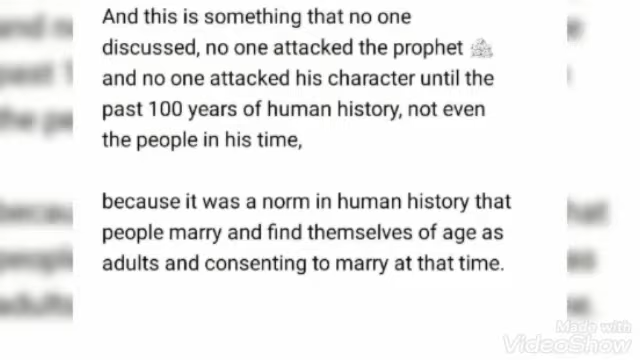 And this is something that no one
discussed, no one attacked the prophet ﷺ
and no one attacked his character until the
past 100 years of human history, not even
the people in his time,
because it was a norm in human history that
people marry and find themselves of age as
adults and consenting to marry at that time.
Made with
VideoShow